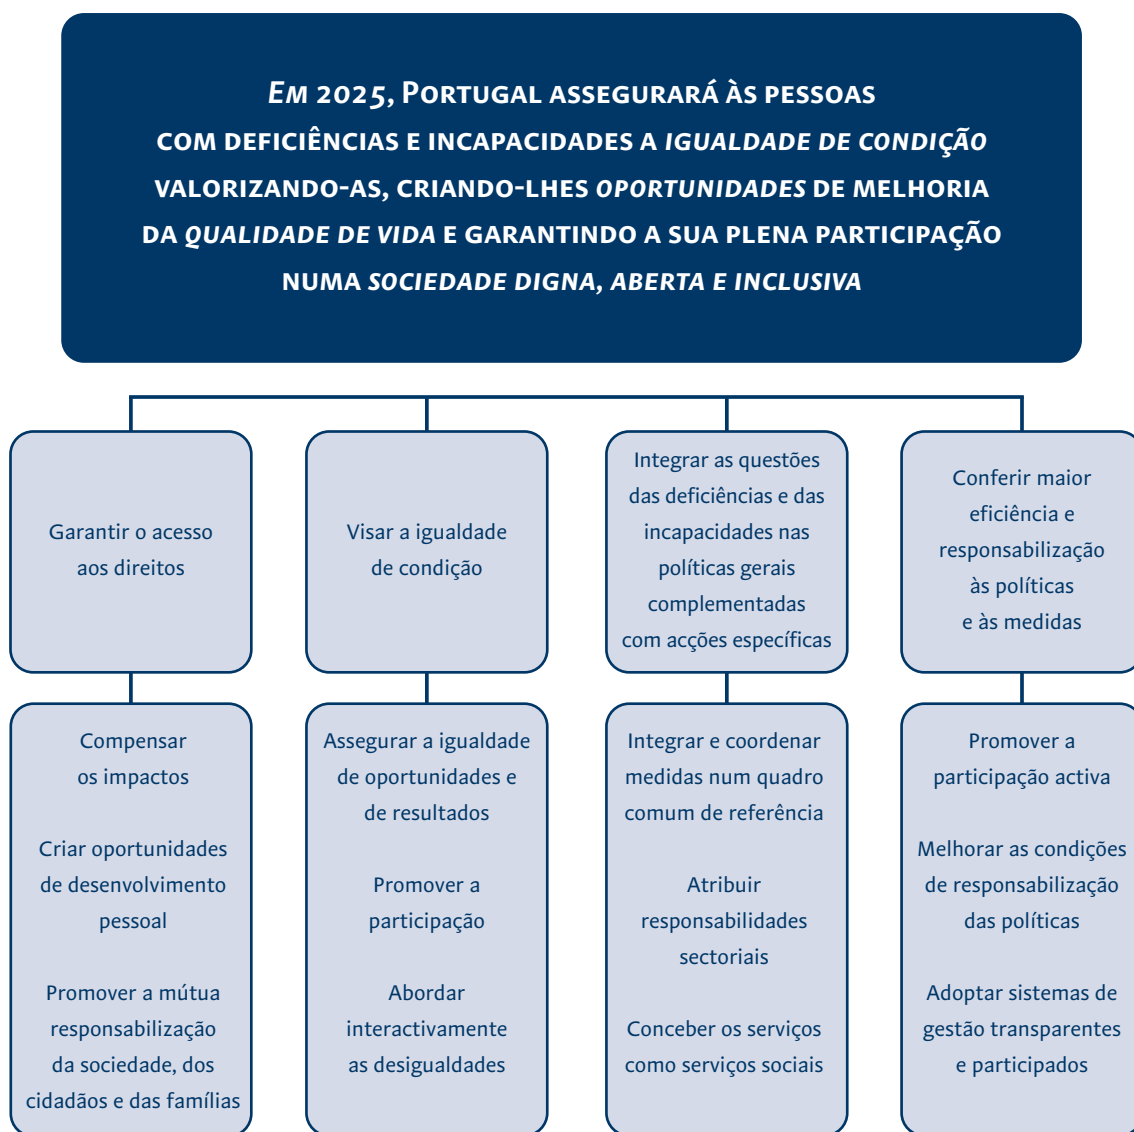 Em 2025, Portugal assegurará às pessoas
com deficiências e incapacidades a igualdade de condição
valorizando-as, criando-lhes oportunidades de melhoria
da qualidade de vida e garantindo a sua plena participação
numa sociedade digna, aberta e inclusiva
Garantir o acesso
aos direitos
Visar a igualdade
de condição
Integrar as questões
das deficiências e das
incapacidades nas
políticas gerais
complementadas
com acções específicas
Conferir maior
eficiência e
responsabilização
às políticas
e às medidas
Compensar
os impactos
Criar oportunidades
de desenvolvimento
pessoal
Promover a mútua
responsabilização
da sociedade, dos
cidadãos e das famílias
Assegurar a igualdade
de oportunidades e
de resultados
Promover a
participação
Abordar
interactivamente
as desigualdades
Integrar e coordenar
medidas num quadro
comum de referência
Atribuir
responsabilidades
sectoriais
Conceber os serviços
como serviços sociais
Promover a
participação activa
Melhorar as condições
de responsabilização
das políticas
Adoptar sistemas de
gestão transparentes
e participados